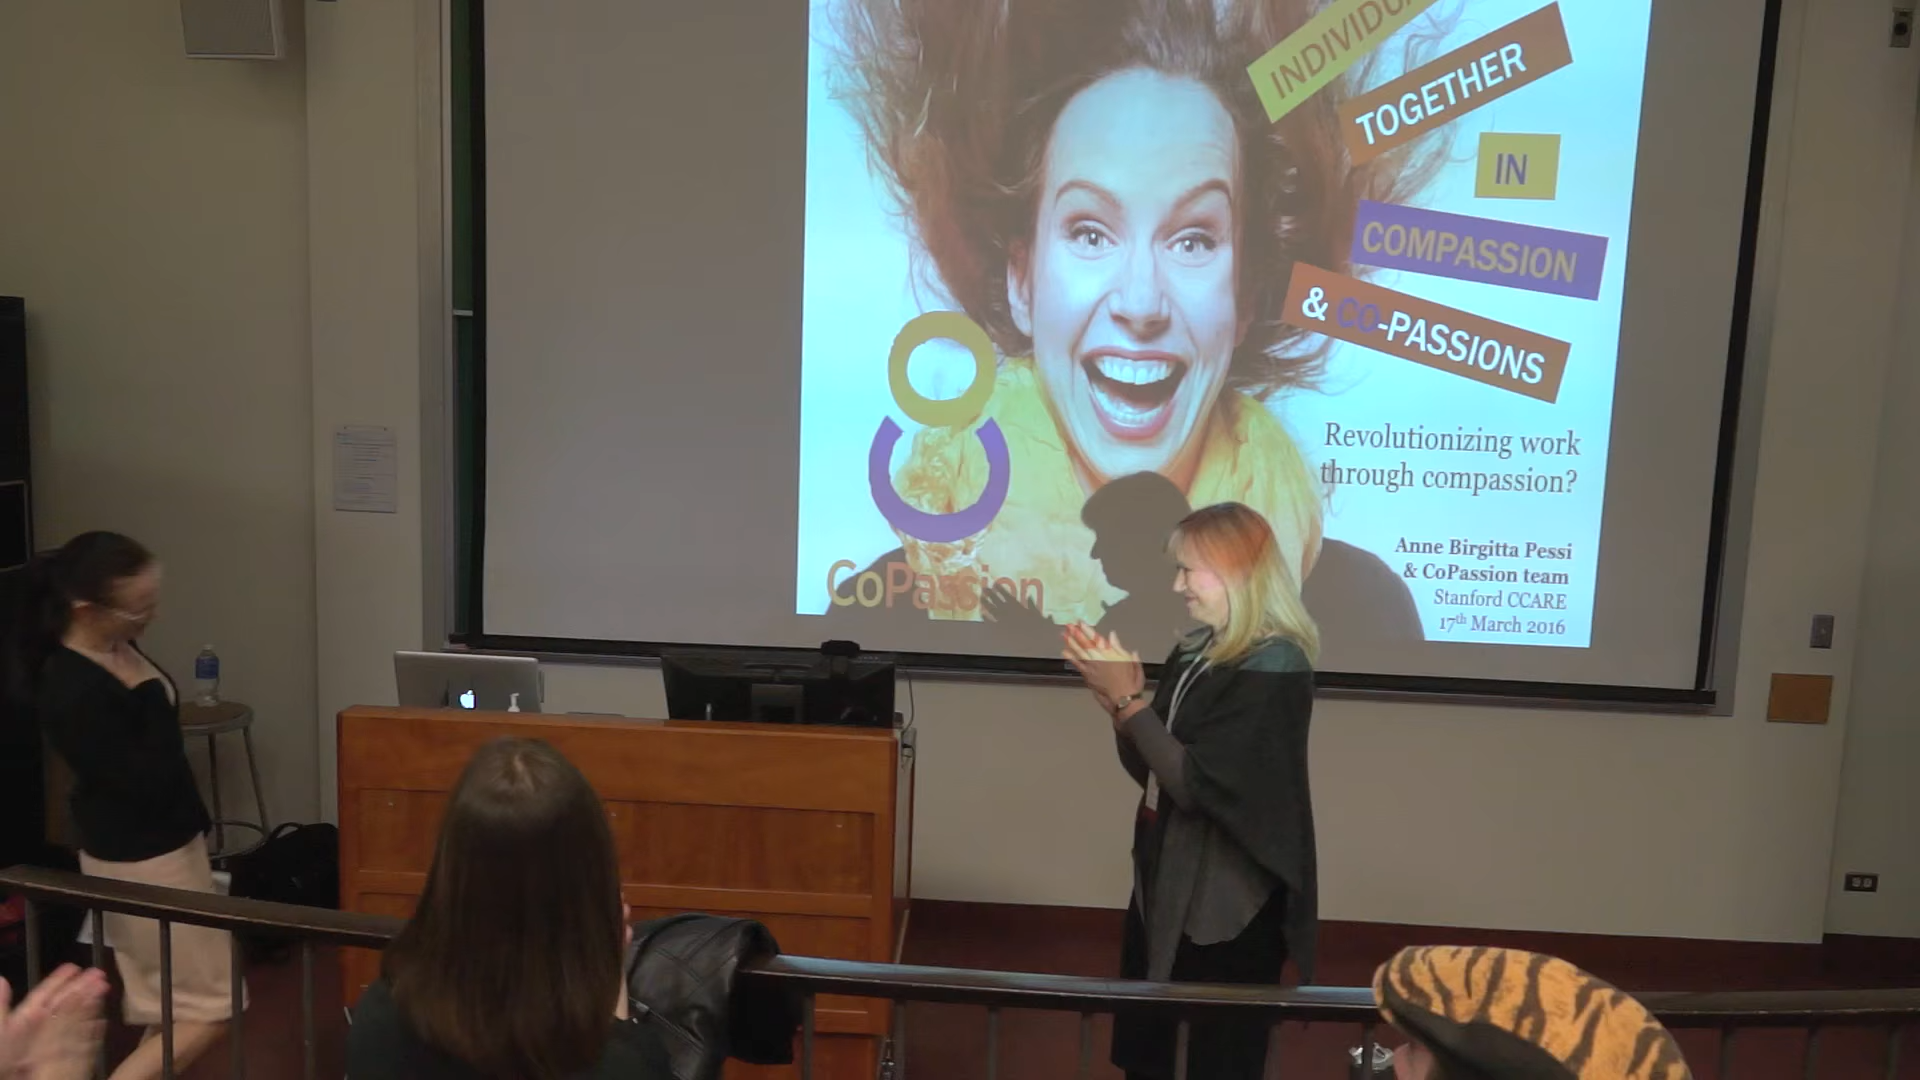 TOGETHER
IN
COMPASSION
& CO-PASSIONS
Revolutionizing work
through compassion?
CoPassion
Anne Birgitta Pessi
& CoPassion team
Stanford CCARE
17th March 2016